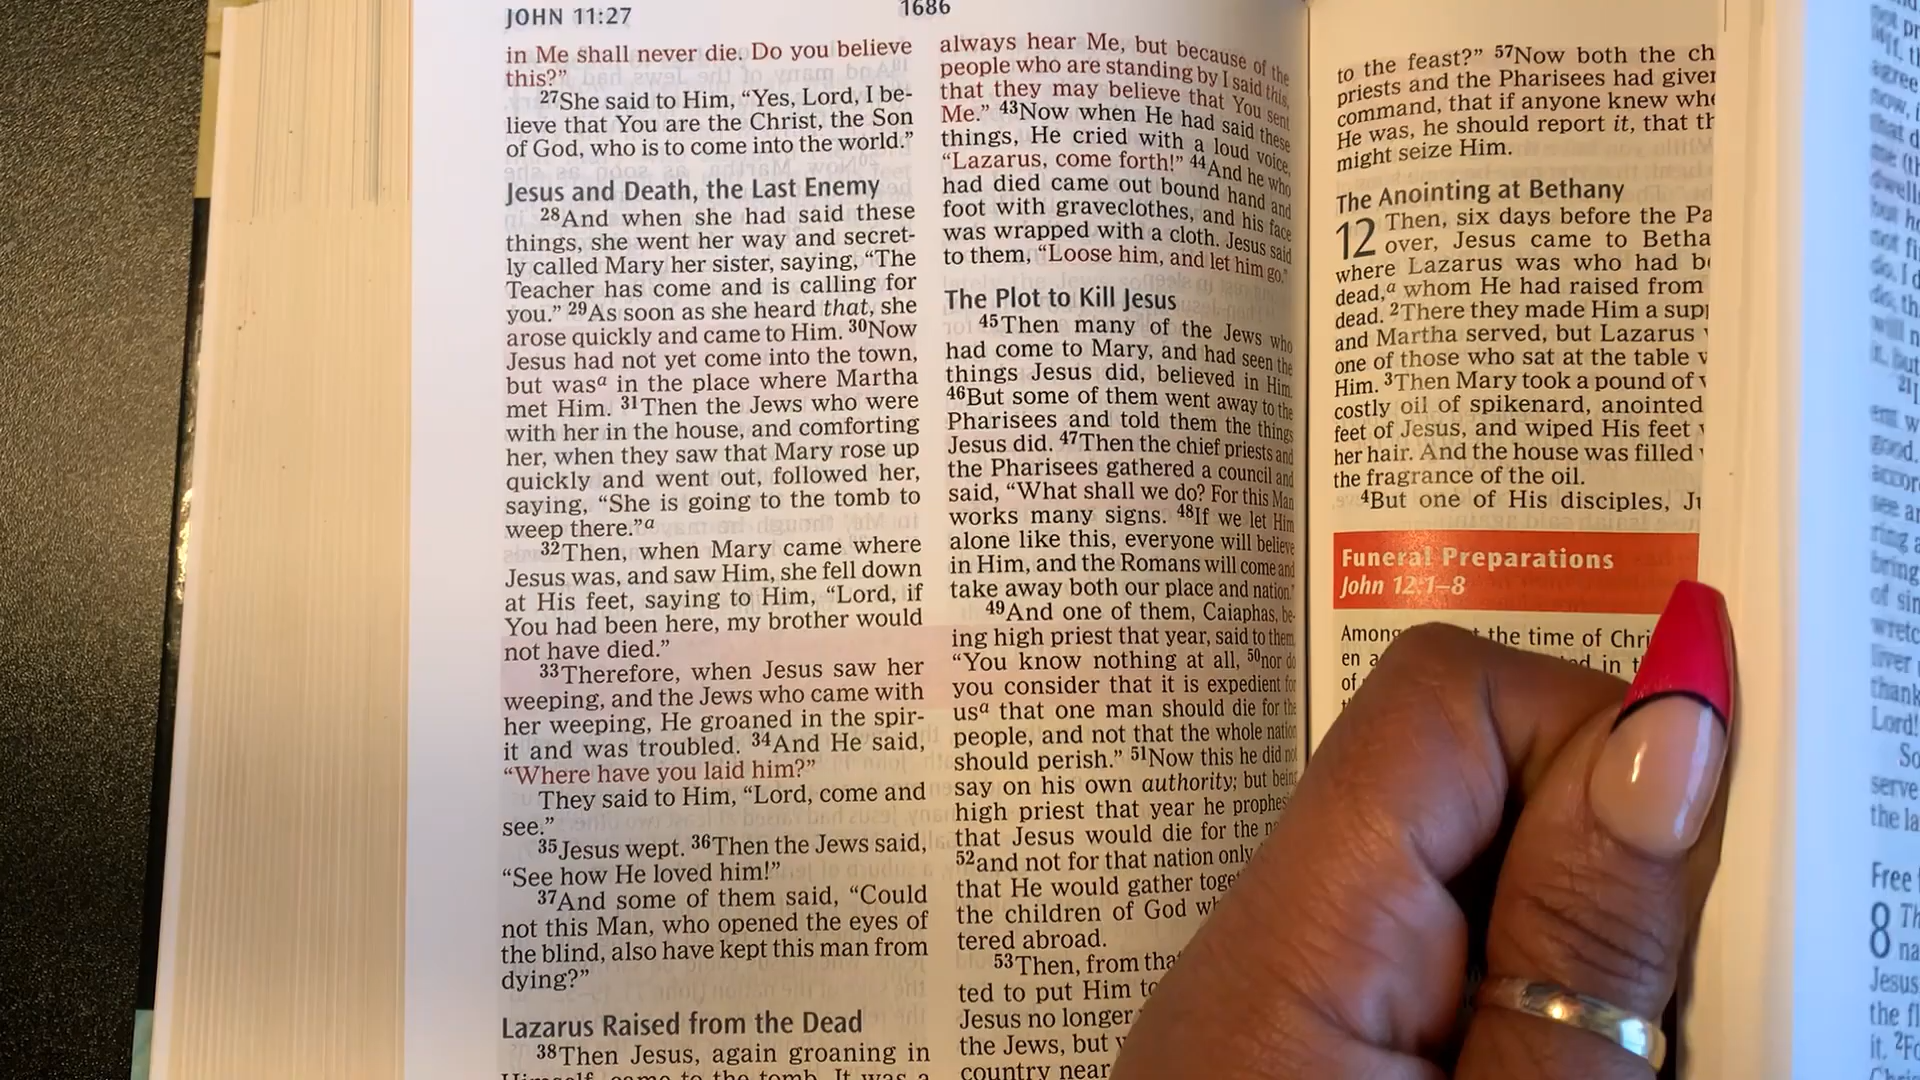 JOHN 11:27
1686
in Me shall never die. Do you believe
this?”
27She said to Him, “Yes, Lord, I be-
lieve that You are the Christ, the Son
of God, who is to come into the world.”
Jesus and Death, the Last Enemy
28And when she had said these
things, she went her way and secret-
ly called Mary her sister, saying, “The
Teacher has come and is calling for
you.” 29As soon as she heard that, she
arose quickly and came to Him. 30Now
Jesus had not yet come into the town,
but wasa in the place where Martha
met Him. 31Then the Jews who were
with her in the house, and comforting
her, when they saw that Mary rose up
quickly and went out, followed her,
saying, “She is going to the tomb to
weep there.”a
32Then, when Mary came where
Jesus was, and saw Him, she fell down
at His feet, saying to Him, “Lord, if
You had been here, my brother would
not have died.”
33Therefore, when Jesus saw her
weeping, and the Jews who came with
her weeping, He groaned in the spir-
it and was troubled. 34And He said,
“Where have you laid him?”
They said to Him, “Lord, come and
see.”
35Jesus wept. 36Then the Jews said,
“See how He loved him!”
37And some of them said, “Could
not this Man, who opened the eyes of
the blind, also have kept this man from
dying?”
Lazarus Raised from the Dead
38Then Jesus, again groaning in
Himself, came to the tomb. It was a
always hear Me, but because of the
people who are standing by I said this,
that they may believe that You sent
Me.” 43Now when He had said these
things, He cried with a loud voice,
“Lazarus, come forth!” 44And he who
had died came out bound hand and
foot with graveclothes, and his face
was wrapped with a cloth. Jesus said
to them, “Loose him, and let him go.”
The Plot to Kill Jesus
45Then many of the Jews who
had come to Mary, and had seen the
things Jesus did, believed in Him.
46But some of them went away to the
Pharisees and told them the things
Jesus did. 47Then the chief priests and
the Pharisees gathered a council and
said, “What shall we do? For this Man
works many signs. 48If we let Him
alone like this, everyone will believe
in Him, and the Romans will come and
take away both our place and nation.”
49And one of them, Caiaphas, be-
ing high priest that year, said to them,
“You know nothing at all, 50nor do
you consider that it is expedient for
usa that one man should die for the
people, and not that the whole nation
should perish.” 51Now this he did not
say on his own authority; but being
high priest that year he
that Jesus would die for the
52and not for that nation only
that He would gather
the children of God
tered abroad.
53Then, from
ted to put Him
Jesus no longer
the Jews, but
country near
to the feast?” 57Now both the
priests and the Pharisees had
command, that if anyone knew
He was, he should report it, that
might seize Him.
The Anointing at Bethany
12 Then, six days before the
over, Jesus came to
where Lazarus was who had
dead,a whom He had raised from
dead. 2There they made Him a
and Martha served, but Lazarus
one of those who sat at the table
Him. 3Then Mary took a pound of
costly oil of spikenard, anointed
feet of Jesus, and wiped His feet
her hair. And the house was filled
the fragrance of the oil.
4But one of His disciples,
Funeral Preparations
John 12:1–8
Among the time of
en
of
agree
now,
good.
bring
of
liver
thank
Lord!
So
serve
the la
Free
8
na
Jesus
the
it.